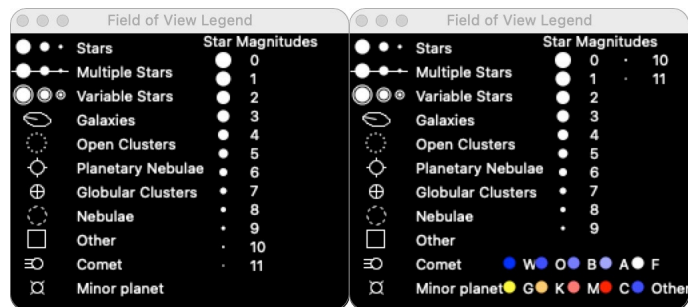 Field of View Legend
Star Magnitudes
Stars
Multiple Stars
Variable Stars
Galaxies
Open Clusters
Planetary Nebulae
Globular Clusters
Nebulae
Other
Comet
Minor planet
0
1
2
3
4
5
6
7
8
9
10
11
Field of View Legend
Star Magnitudes
Stars
Multiple Stars
Variable Stars
Galaxies
Open Clusters
Planetary Nebulae
Globular Clusters
Nebulae
Other
Comet
Minor planet
0 10
1 11
2
3
4
5
6
7
8
9
W O B A F
G K M C Other